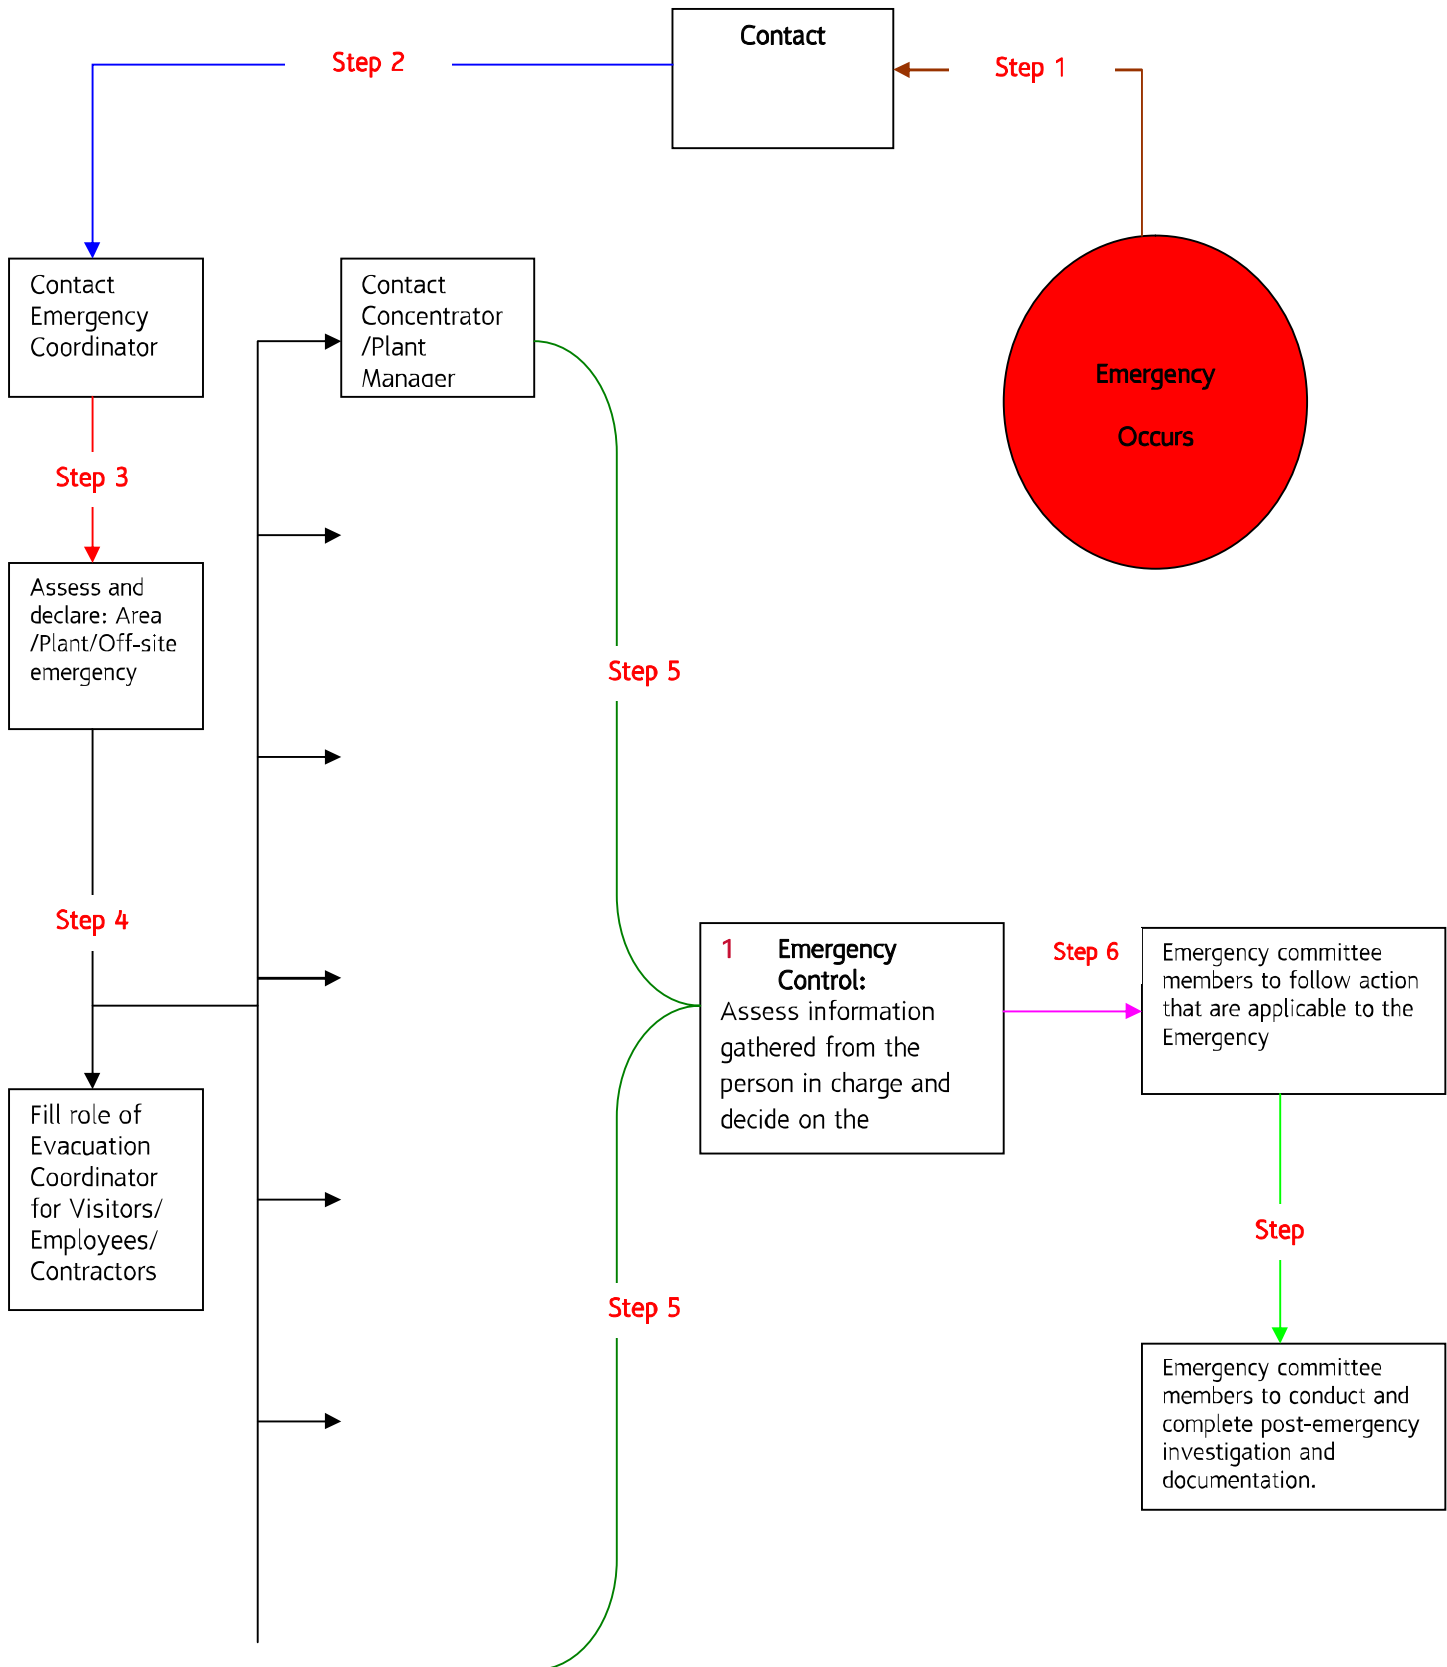 Contact
Step 2
Step 1
Contact
Emergency
Coordinator
Contact
Concentrator
/Plant
Manager
Emergency
Occurs
Step 3
Assess and
declare: Area
/Plant/Off-site
emergency
Step 5
Step 4
1 Emergency
Control:
Assess information
gathered from the
person in charge and
decide on the
Step 6
Emergency committee
members to follow action
that are applicable to the
Emergency
Fill role of
Evacuation
Coordinator
for Visitors/
Employees/
Contractors
Step
Step 5
Emergency committee
members to conduct and
complete post-emergency
investigation and
documentation.